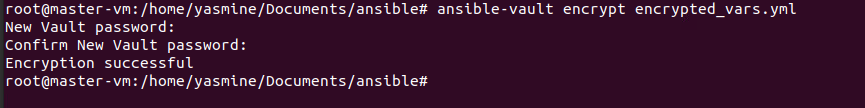 root@master-vm:/home/yasmine/Documents/ansible# ansible-vault encrypt encrypted_vars.yml
New Vault password:
Confirm New Vault password:
Encryption successful
root@master-vm:/home/yasmine/Documents/ansible#